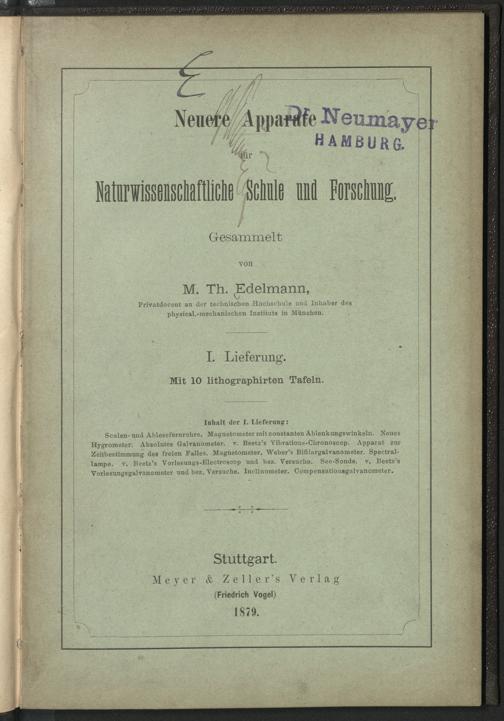 Neuere Apparate
Dr. Neumayer
HAMBURG.
für
Naturwissenschaftliche Schule und Forschung.
Gesammelt
von
M. Th. Edelmann,
Privatdocent an der technischen Hochschule und Inhaber des
physical.-mechanischen Instituts in München.
I. Lieferung.
Mit 10 lithographirten Tafeln.
Inhalt der I. Lieferung:
Scalen- und Ablesefernrohre. Magnetometer mit constanten Ablenkungswinkeln. Neues
Hygrometer. Absolutes Galvanometer. v. Beetz's Vibrations-Chronoscop. Apparat zur
Zeitbestimmung des freien Falles. Magnetometer. Weber's Bifilargalvanometer. Spectral-
lampe. v. Beetz's Vorlesungs-Electroscop und bez. Versuche. See-Sonde. v. Beetz's
Vorlesungsgalvanometer und bez. Versuche. Inclinometer. Compensationsgalvanometer.
Stuttgart.
Meyer & Zeller's Verlag
(Friedrich Vogel)
1879.